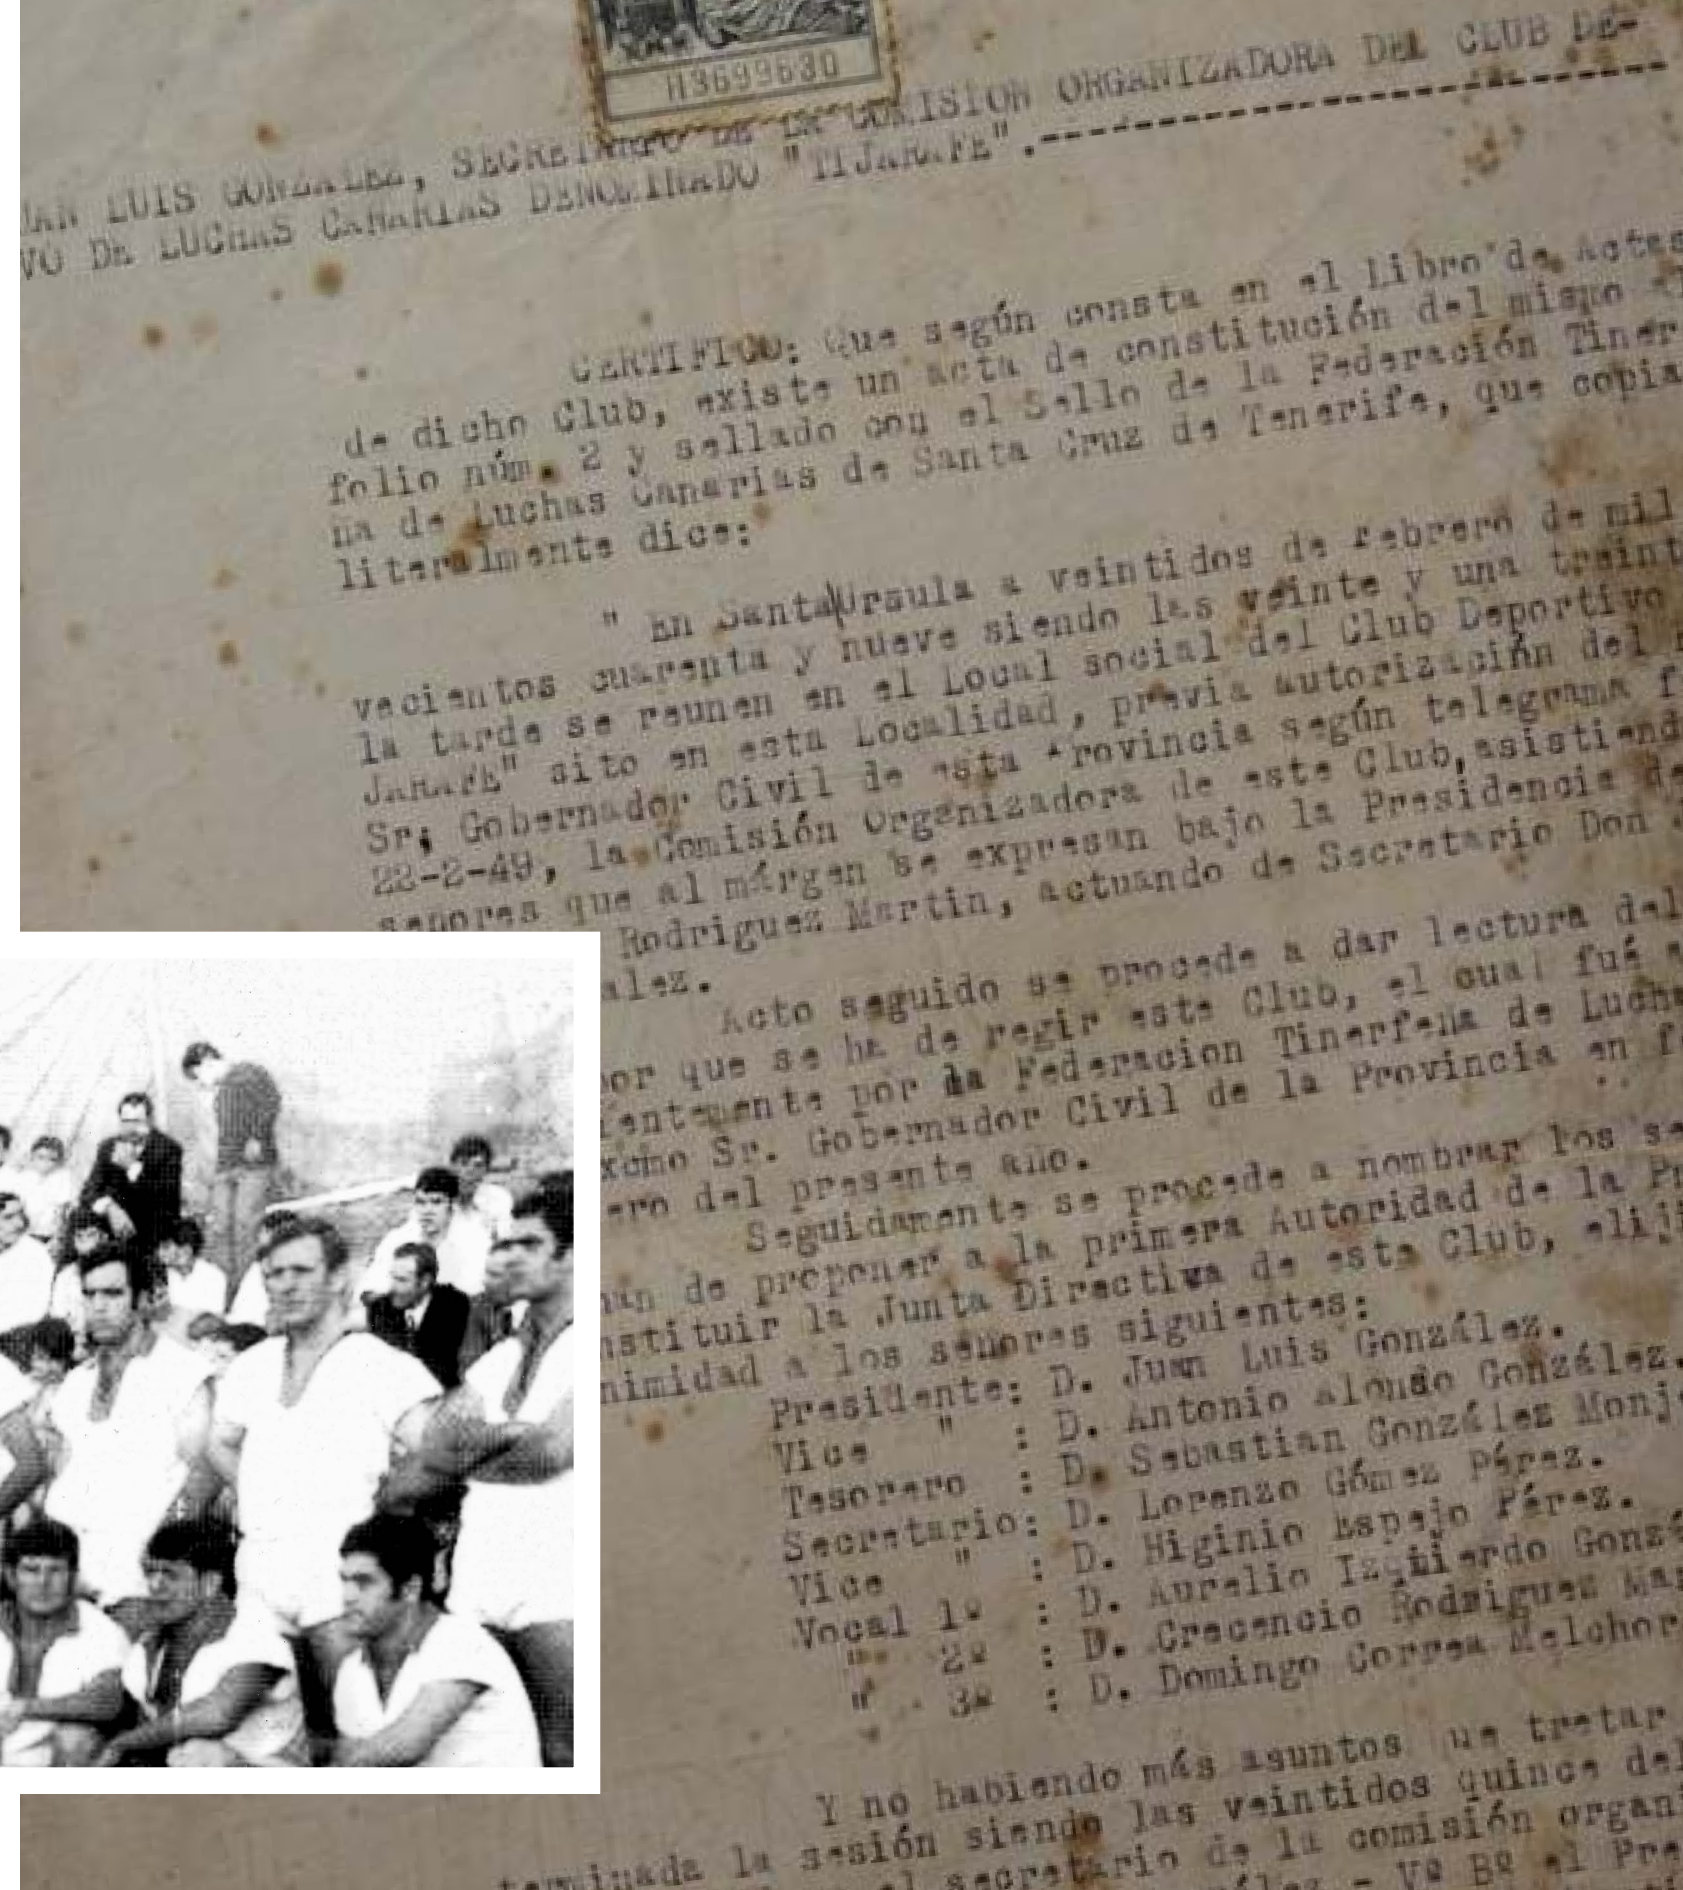 H3699630
LUIS GONZALEZ, SECRETARIO DE LA COMISION ORGANIZADORA DEL CLUB DE-
VO DE LUCHAS CANARIAS DENOMINADO "TIJARAFE".-----------------------
CERTIFICO: Que según consta en el Libro de Actas
de dicho Club, existe un acta de constitución del mismo
folio núm. 2 y sellado con el Sello de la Federación Tiner
na de Luchas Canarias de Santa Cruz de Tenerife, que copia
literalmente dice:
" En Santa Ursula a veintidos de febrero de mil
vecientos cuarenta y nueve siendo las veinte y una treint
la tarde se reunen en el Local social del Club Deportivo
JARAFE" sito en esta Localidad, previa autorización del
Sr. Gobernador Civil de esta Provincia según telegrama
22-2-49, la Comisión Organizadora de este Club, asistiend
señores que al márgen se expresan bajo la Presidencia de
Rodriguez Martin, actuando de Secretario Don
alez.
Acto seguido se procede a dar lectura del
por que se ha de regir este Club, el cual fué
ientemente por la Federacion Tinerfeña de Lucha
xcmo Sr. Gobernador Civil de la Provincia en
ero del presente año.
Seguidamente se procede a nombrar los se
han de proponer a la primera Autoridad de la Pr
nstituir la Junta Directiva de este Club, eliji
nimidad a los señores siguientes:
Presidente: D. Juan Luis González.
Vice " : D. Antonio Alonso González.
Tesorero : D. Sebastian González Monj
Secretario: D. Lorenzo Gómez Pérez.
Vice " : D. Higinio Espejo Pérez.
Vocal 1º : D. Aurelio Izquierdo Gonzá
" 2º : D. Crecencio Rodriguez Mar
" 3º : D. Domingo Correa Melchor
Y no habiendo más asuntos que tratar
terminada la sesión siendo las veintidos quince del
el secretario de la comisión organi
- Vº Bº el Pre